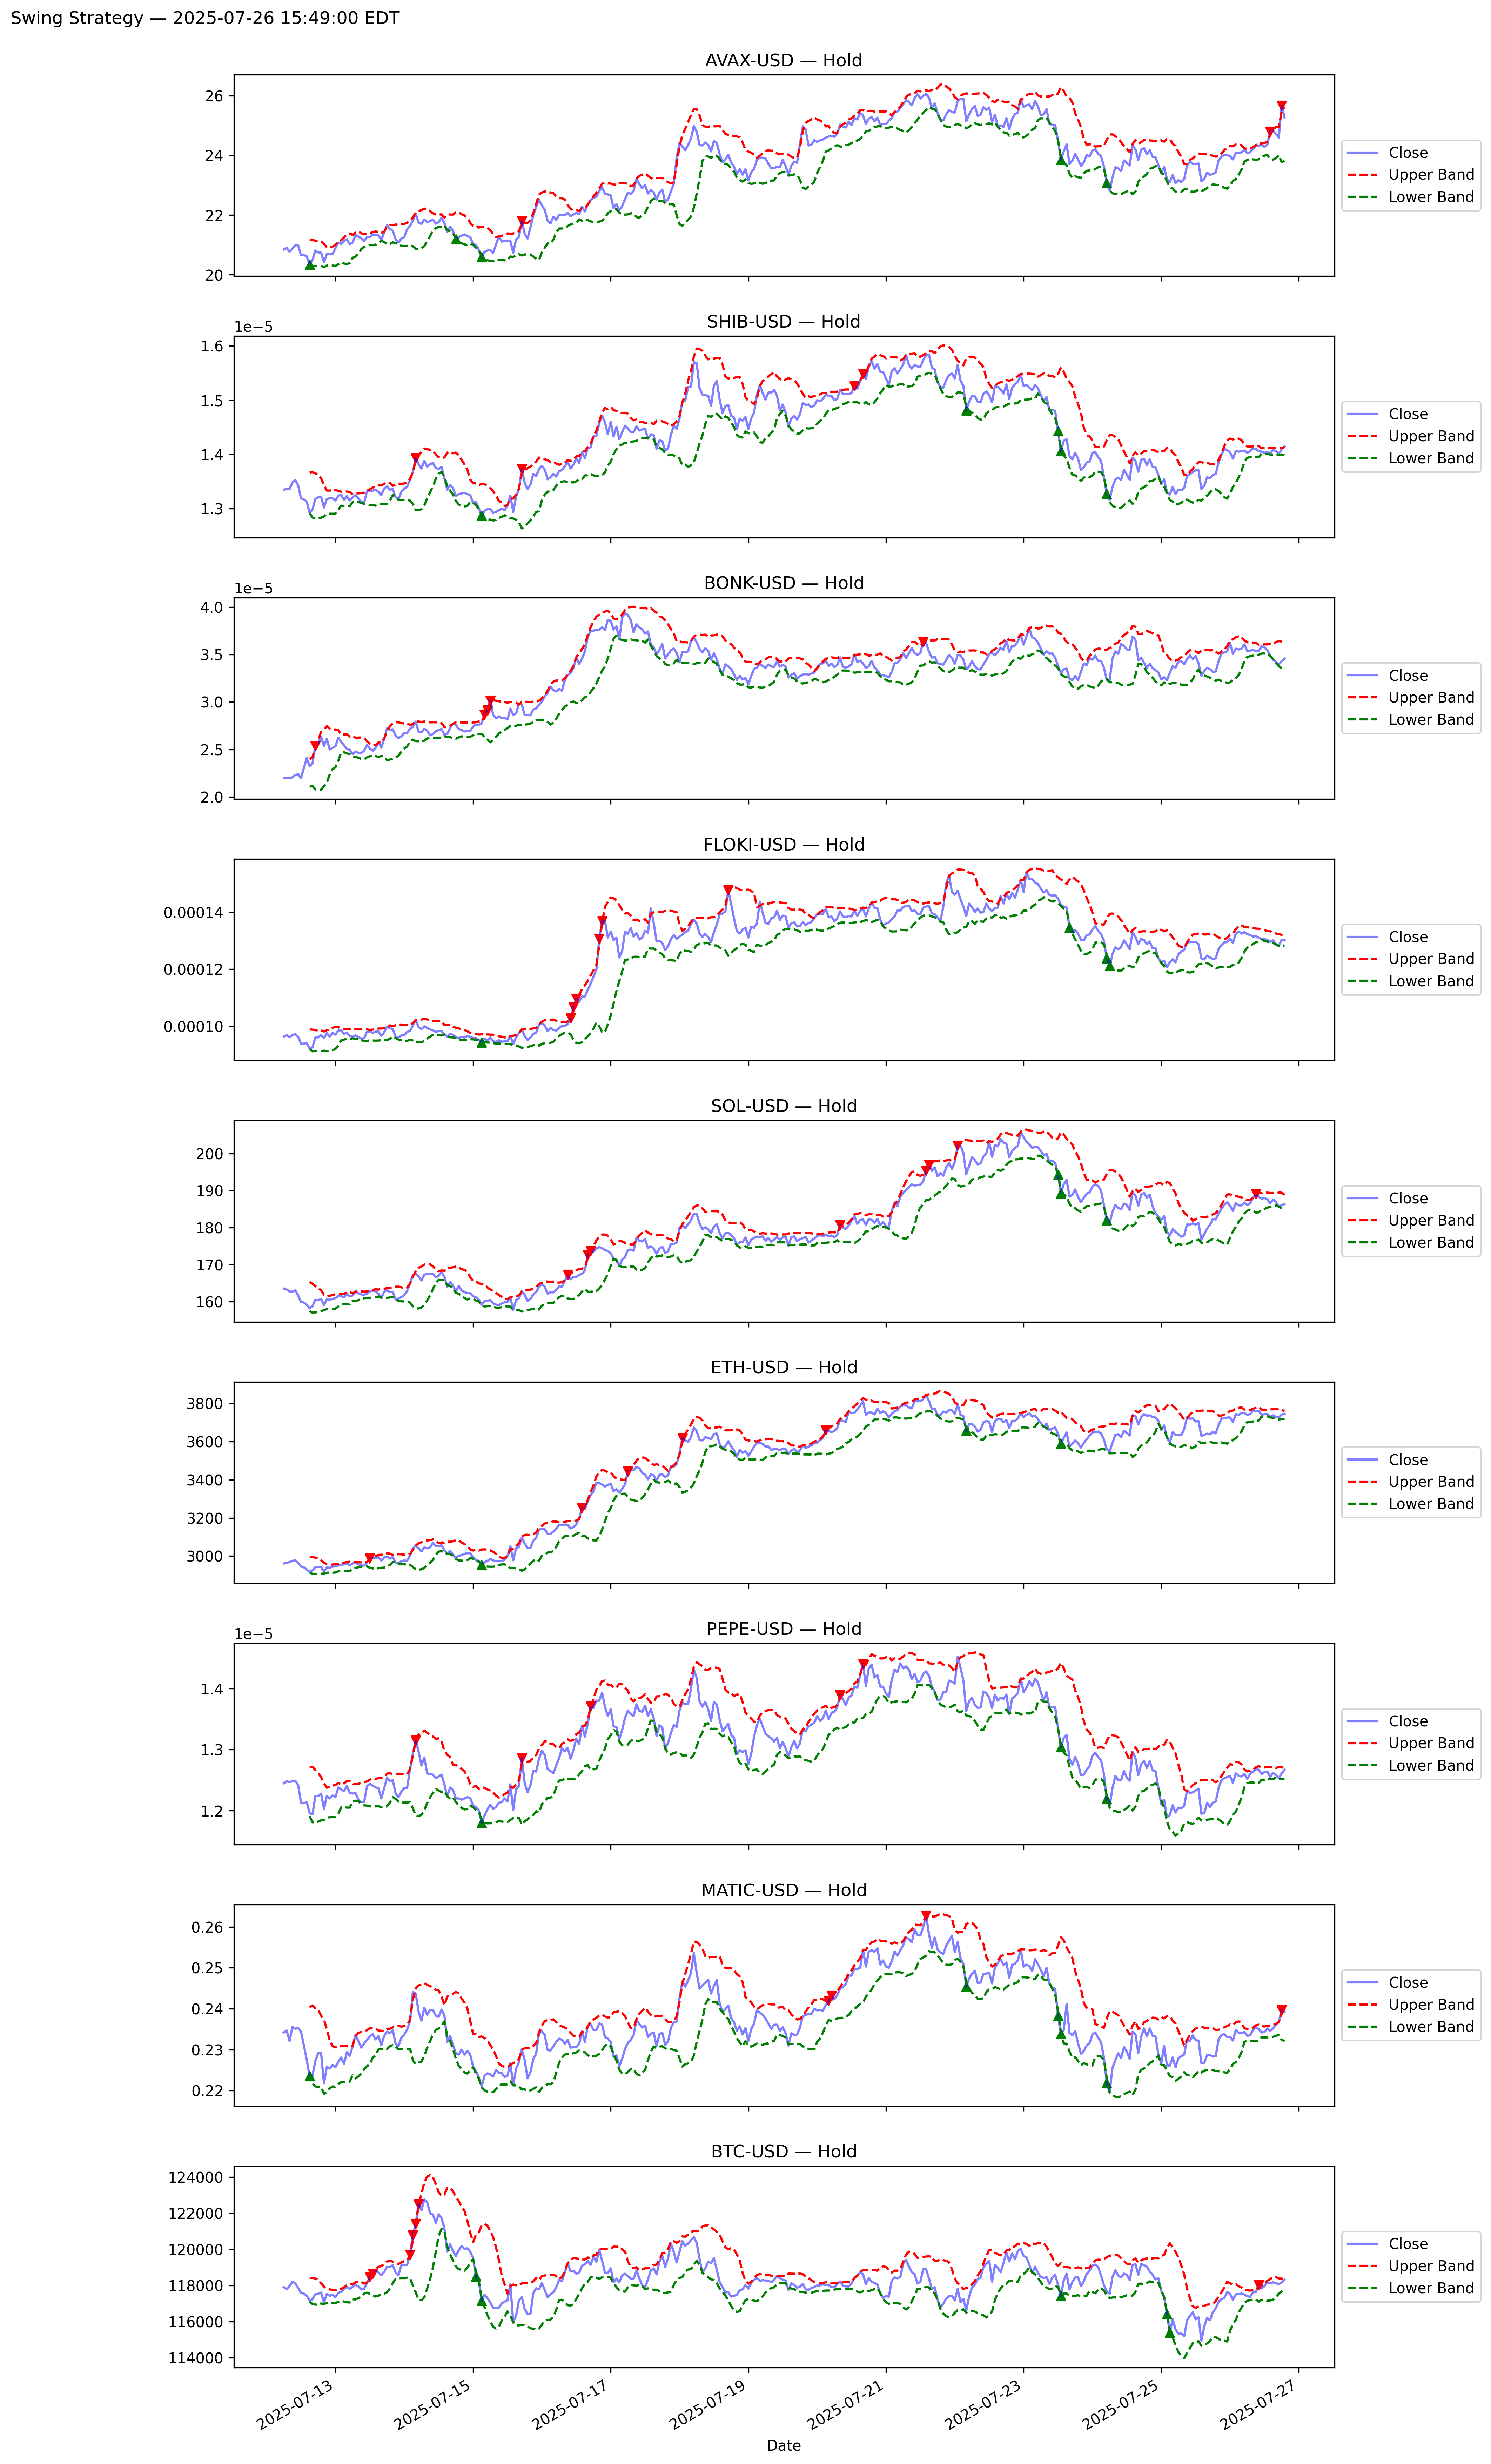 Swing Strategy — 2025-07-26 15:49:00 EDT
AVAX-USD — Hold
26
24
22
20
Close
Upper Band
Lower Band
SHIB-USD — Hold
1e−5
1.6
1.5
1.4
1.3
Close
Upper Band
Lower Band
BONK-USD — Hold
1e−5
4.0
3.5
3.0
2.5
2.0
Close
Upper Band
Lower Band
FLOKI-USD — Hold
0.00014
0.00012
0.00010
Close
Upper Band
Lower Band
SOL-USD — Hold
200
190
180
170
160
Close
Upper Band
Lower Band
ETH-USD — Hold
3800
3600
3400
3200
3000
Close
Upper Band
Lower Band
PEPE-USD — Hold
1e−5
1.4
1.3
1.2
Close
Upper Band
Lower Band
MATIC-USD — Hold
0.26
0.25
0.24
0.23
0.22
Close
Upper Band
Lower Band
BTC-USD — Hold
124000
122000
120000
118000
116000
114000
Close
Upper Band
Lower Band
2025-07-13
2025-07-15
2025-07-17
2025-07-19
2025-07-21
2025-07-23
2025-07-25
2025-07-27
Date